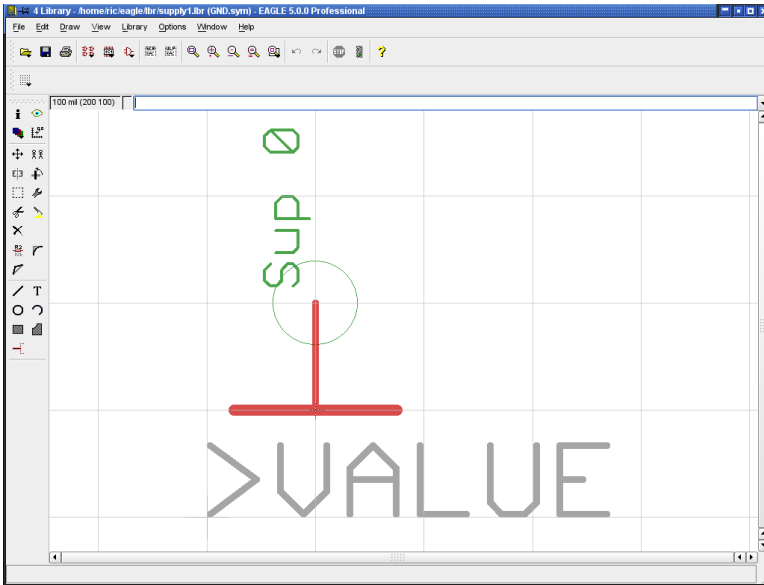 4 Library - /home/ric/eagle/lbr/supply1.lbr (GND.sym) - EAGLE 5.0.0 Professional
File Edit Draw View Library Options Window Help
100 mil (200 100)
Sup 0
>VALUE